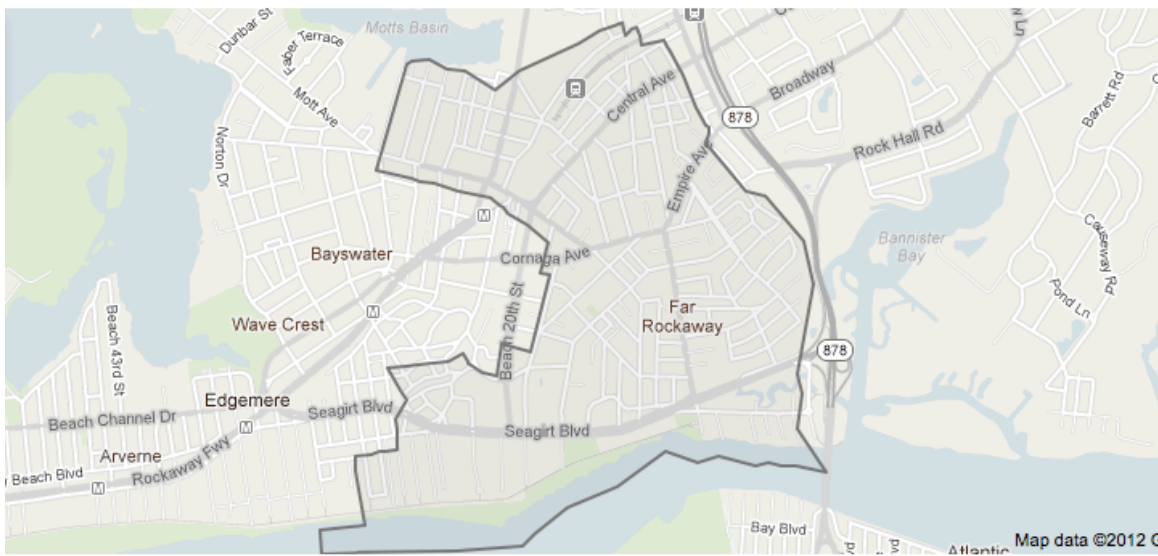 Dunbar St
Motts Basin
Faber Terrace
Mott Ave
Central Ave
Broadway
Barrett Rd
878
Rock Hall Rd
Norton Dr
Empire Ave
M
Bannister
Bay
Causeway Rd
Bayswater
Cornaga Ave
Pond Ln
M
Wave Crest
Far
Rockaway
Beach 43rd St
Beach 20th St
878
Edgemere
Beach Channel Dr
Seagirt Blvd
M
Seagirt Blvd
Arverne
Beach Blvd
Rockaway Fwy
M
Bay Blvd
Atlantic
Map data ©2012